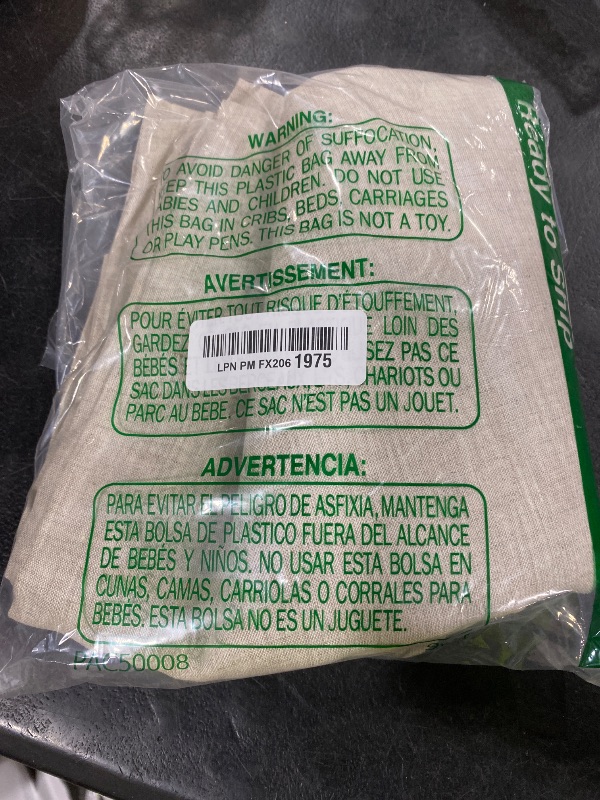 WARNING:
O AVOID DANGER OF SUFFOCATION,
EP THIS PLASTIC BAG AWAY FROM
ABIES AND CHILDREN. DO NOT USE
THIS BAG IN CRIBS, BEDS, CARRIAGES
OR PLAY PENS. THIS BAG IS NOT A TOY.
Ready to Ship
AVERTISSEMENT:
POUR ÉVITER TOUT RISQUE D'ÉTOUFFEMENT,
GARDEZ LOIN DES
BÉBÉS SEZ PAS CE
SAC DANS CHARIOTS OU
PARC AU BEBE. CE SAC N'EST PAS UN JOUET.
LPN PM FX206 1975
ADVERTENCIA:
PARA EVITAR EL PELIGRO DE ASFIXIA, MANTENGA
ESTA BOLSA DE PLASTICO FUERA DEL ALCANCE
DE BEBÉS Y NIÑOS. NO USAR ESTA BOLSA EN
CUNAS, CAMAS, CARRIOLAS O CORRALES PARA
BEBÉS. ESTA BOLSA NO ES UN JUGUETE.
PAC50008